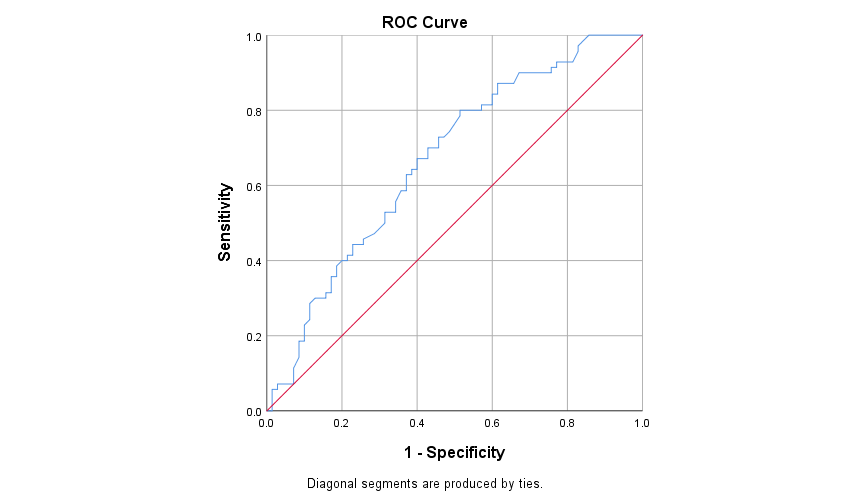 ROC Curve
1.0
0.8
0.6
0.4
0.2
0.0
Sensitivity
0.0 0.2 0.4 0.6 0.8 1.0
1 - Specificity
Diagonal segments are produced by ties.